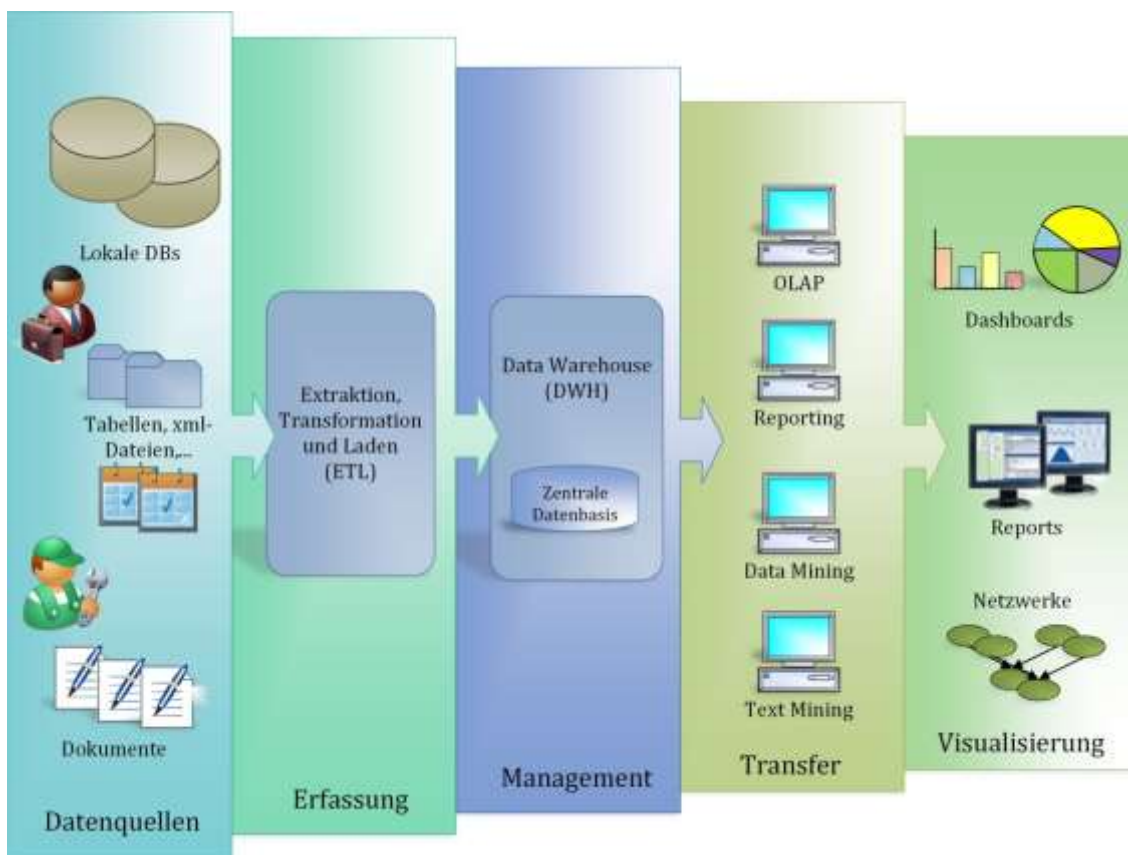 Lokale DBs
Tabellen, xml-
Dateien,...
Dokumente
Datenquellen
Extraktion,
Transformation
und Laden
(ETL)
Erfassung
Data Warehouse
(DWH)
Zentrale
Datenbasis
Management
OLAP
Reporting
Data Mining
Text Mining
Transfer
Dashboards
Reports
Netzwerke
Visualisierung